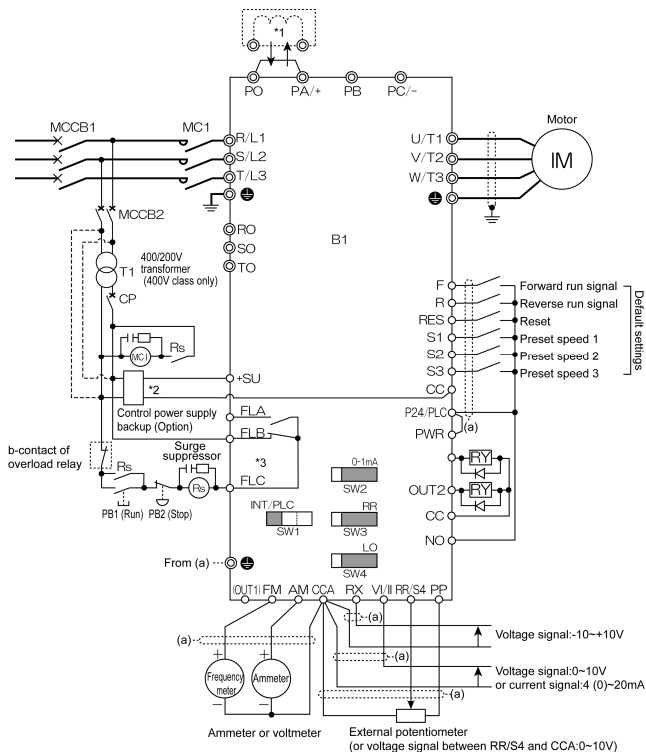 *1
PO PA/+ PB PC/-
MCCB1 MC1
R/L1
S/L2
T/L3
U/T1
V/T2
W/T3
Motor
IM
MCCB2
RO
SO
TO
B1
400/200V
transformer
(400V class only)
T1
CP
F Forward run signal
R Reverse run signal
RES Reset
S1 Preset speed 1
S2 Preset speed 2
S3 Preset speed 3
Default settings
MC1
Rs
*2
+SU
CC
Control power supply
backup (Option)
FLA
P24/PLC
(a)
FLB
PWR
b-contact of
overload relay
Surge
suppressor
*3
Rs
Rs
FLC
PB1 (Run) PB2 (Stop)
0-1mA
SW2
RY
INT/PLC
SW1
RR
SW3
OUT2
RY
CC
LO
SW4
NO
From (a)
(OUT1) FM AM CCA RX VI/II RR/S4 PP
(a)
Voltage signal:-10~+10V
(a)
(a)
Voltage signal:0~10V
or current signal:4 (0)~20mA
(a)
+ +
Frequency
meter
Ammeter
− −
Ammeter or voltmeter
External potentiometer
(or voltage signal between RR/S4 and CCA:0~10V)